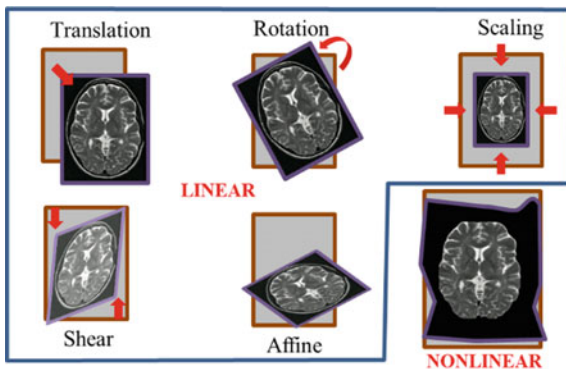 Translation
Rotation
Scaling
LINEAR
Shear
Affine
NONLINEAR